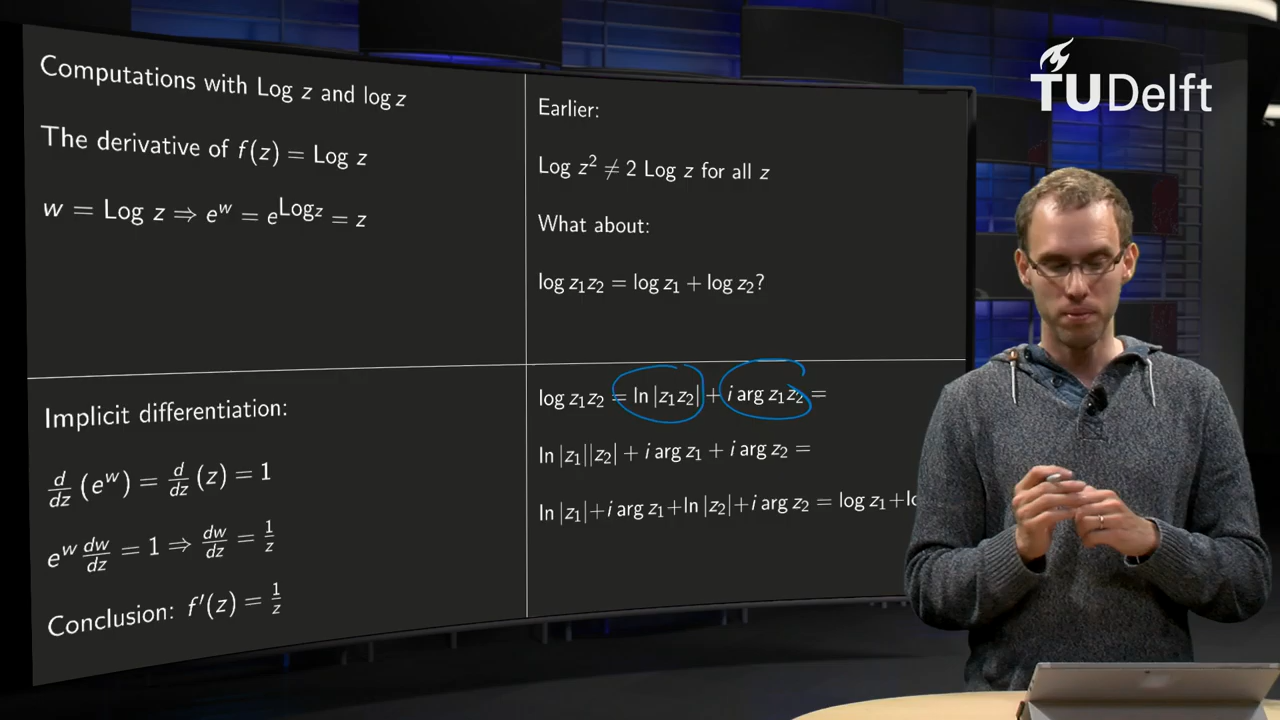 Computations with Log z and log z
The derivative of f(z) = Log z
w = Log z ⇒ e^w = e^{Log z} = z
Implicit differentiation:
d/dz (e^w) = d/dz (z) = 1
e^w dw/dz = 1 ⇒ dw/dz = 1/z
Conclusion: f′(z) = 1/z
Earlier:
Log z² ≠ 2 Log z for all z
What about:
log z₁z₂ = log z₁ + log z₂?
log z₁z₂ = ln |z₁z₂| + i arg z₁z₂ =
ln |z₁||z₂| + i arg z₁ + i arg z₂ =
ln |z₁| + i arg z₁ + ln |z₂| + i arg z₂ = log z₁ +
TUDelft